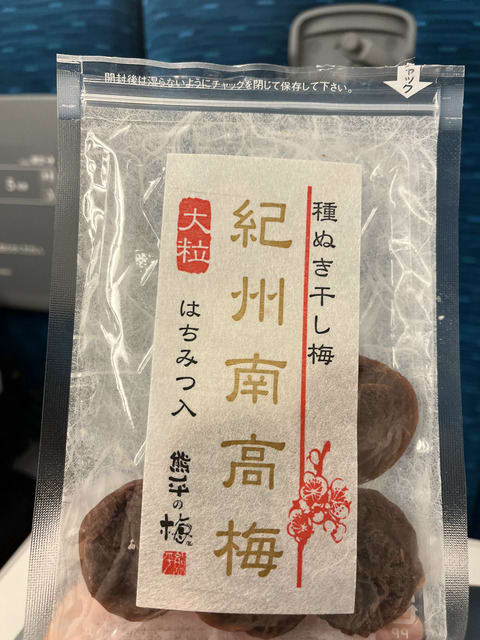 開封後は湿らないようにチャックを閉じて保存して下さい。
チャック
種ぬき干し梅
紀州南高梅
大粒
はちみつ入
熊平の梅